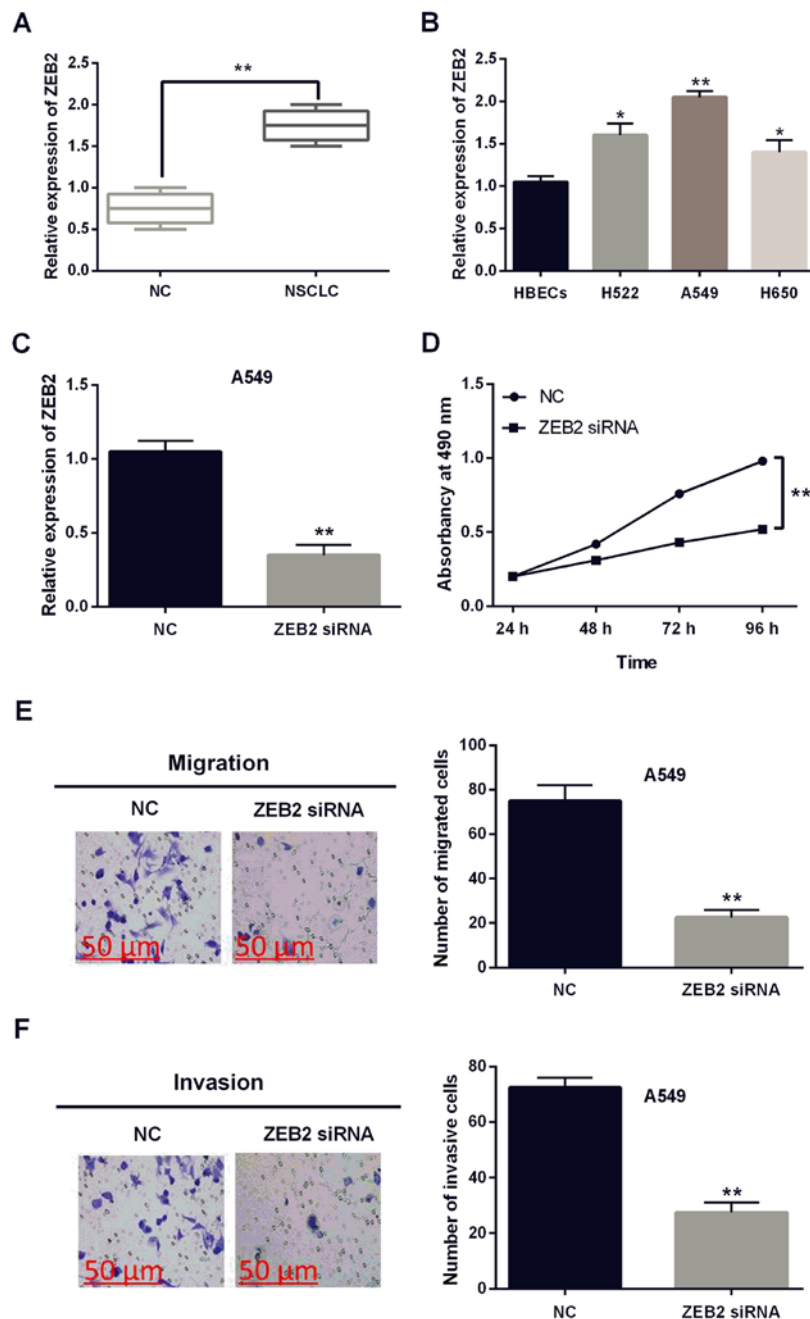 A
Relative expression of ZEB2
2.5
2.0
1.5
1.0
0.5
0.0
**
NC
NSCLC
B
Relative expression of ZEB2
2.5
2.0
1.5
1.0
0.5
0.0
*
**
*
HBECs
H522
A549
H650
C
A549
Relative expression of ZEB2
1.5
1.0
0.5
0.0
**
NC
ZEB2 siRNA
D
Absorbancy at 490 nm
1.5
1.0
0.5
0.0
NC
ZEB2 siRNA
**
24 h
48 h
72 h
96 h
Time
E
Migration
NC
ZEB2 siRNA
50 μm
50 μm
Number of migrated cells
100
80
60
40
20
0
A549
**
NC
ZEB2 siRNA
F
Invasion
NC
ZEB2 siRNA
50 μm
50 μm
Number of invasive cells
80
60
40
20
0
A549
**
NC
ZEB2 siRNA